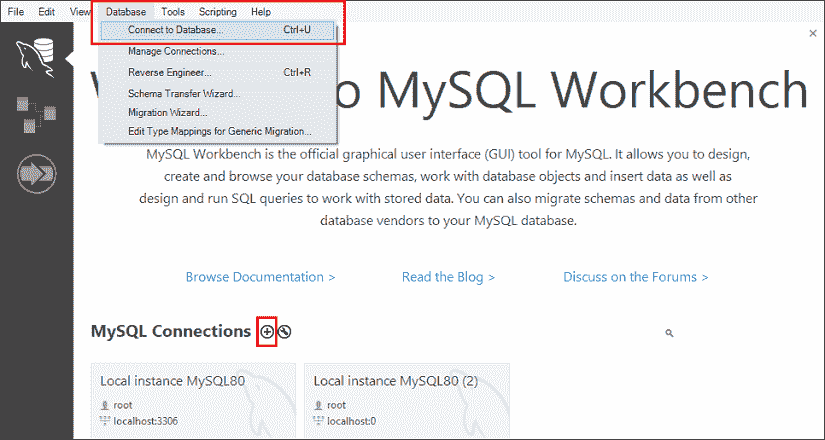 File Edit View Database Tools Scripting Help
Connect to Database... Ctrl+U
Manage Connections...
Reverse Engineer... Ctrl+R
Schema Transfer Wizard...
Migration Wizard...
Edit Type Mappings for Generic Migration...
W o MySQL Workbench
MySQL Workbench is the official graphical user interface (GUI) tool for MySQL. It allows you to design,
create and browse your database schemas, work with database objects and insert data as well as
design and run SQL queries to work with stored data. You can also migrate schemas and data from other
database vendors to your MySQL database.
Browse Documentation > Read the Blog > Discuss on the Forums >
MySQL Connections
Local instance MySQL80 Local instance MySQL80 (2)
root root
localhost:3306 localhost:0